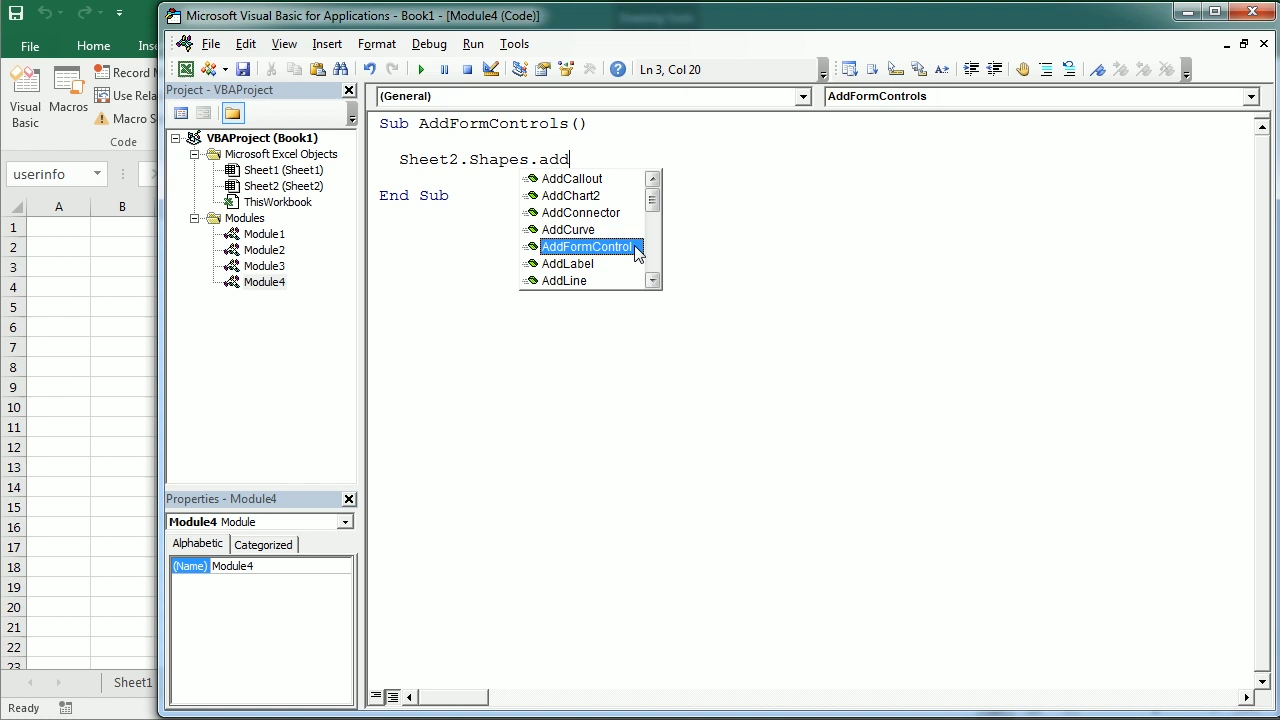 Microsoft Visual Basic for Applications - Book1 - [Module4 (Code)]
File Edit View Insert Format Debug Run Tools
Ln 3, Col 20
File Home
Record
Use Rela
Macro S
Visual Basic
Macros
Code
userinfo
A B
1
2
3
4
5
6
7
8
9
10
11
12
13
14
15
16
17
18
19
20
21
22
23
Sheet1
Ready
Project - VBAProject
VBAProject (Book1)
Microsoft Excel Objects
Sheet1 (Sheet1)
Sheet2 (Sheet2)
ThisWorkbook
Modules
Module1
Module2
Module3
Module4
Properties - Module4
Module4 Module
Alphabetic Categorized
(Name) Module4
(General) AddFormControls
Sub AddFormControls()
Sheet2.Shapes.add
End Sub
AddCallout
AddChart2
AddConnector
AddCurve
AddFormControl
AddLabel
AddLine